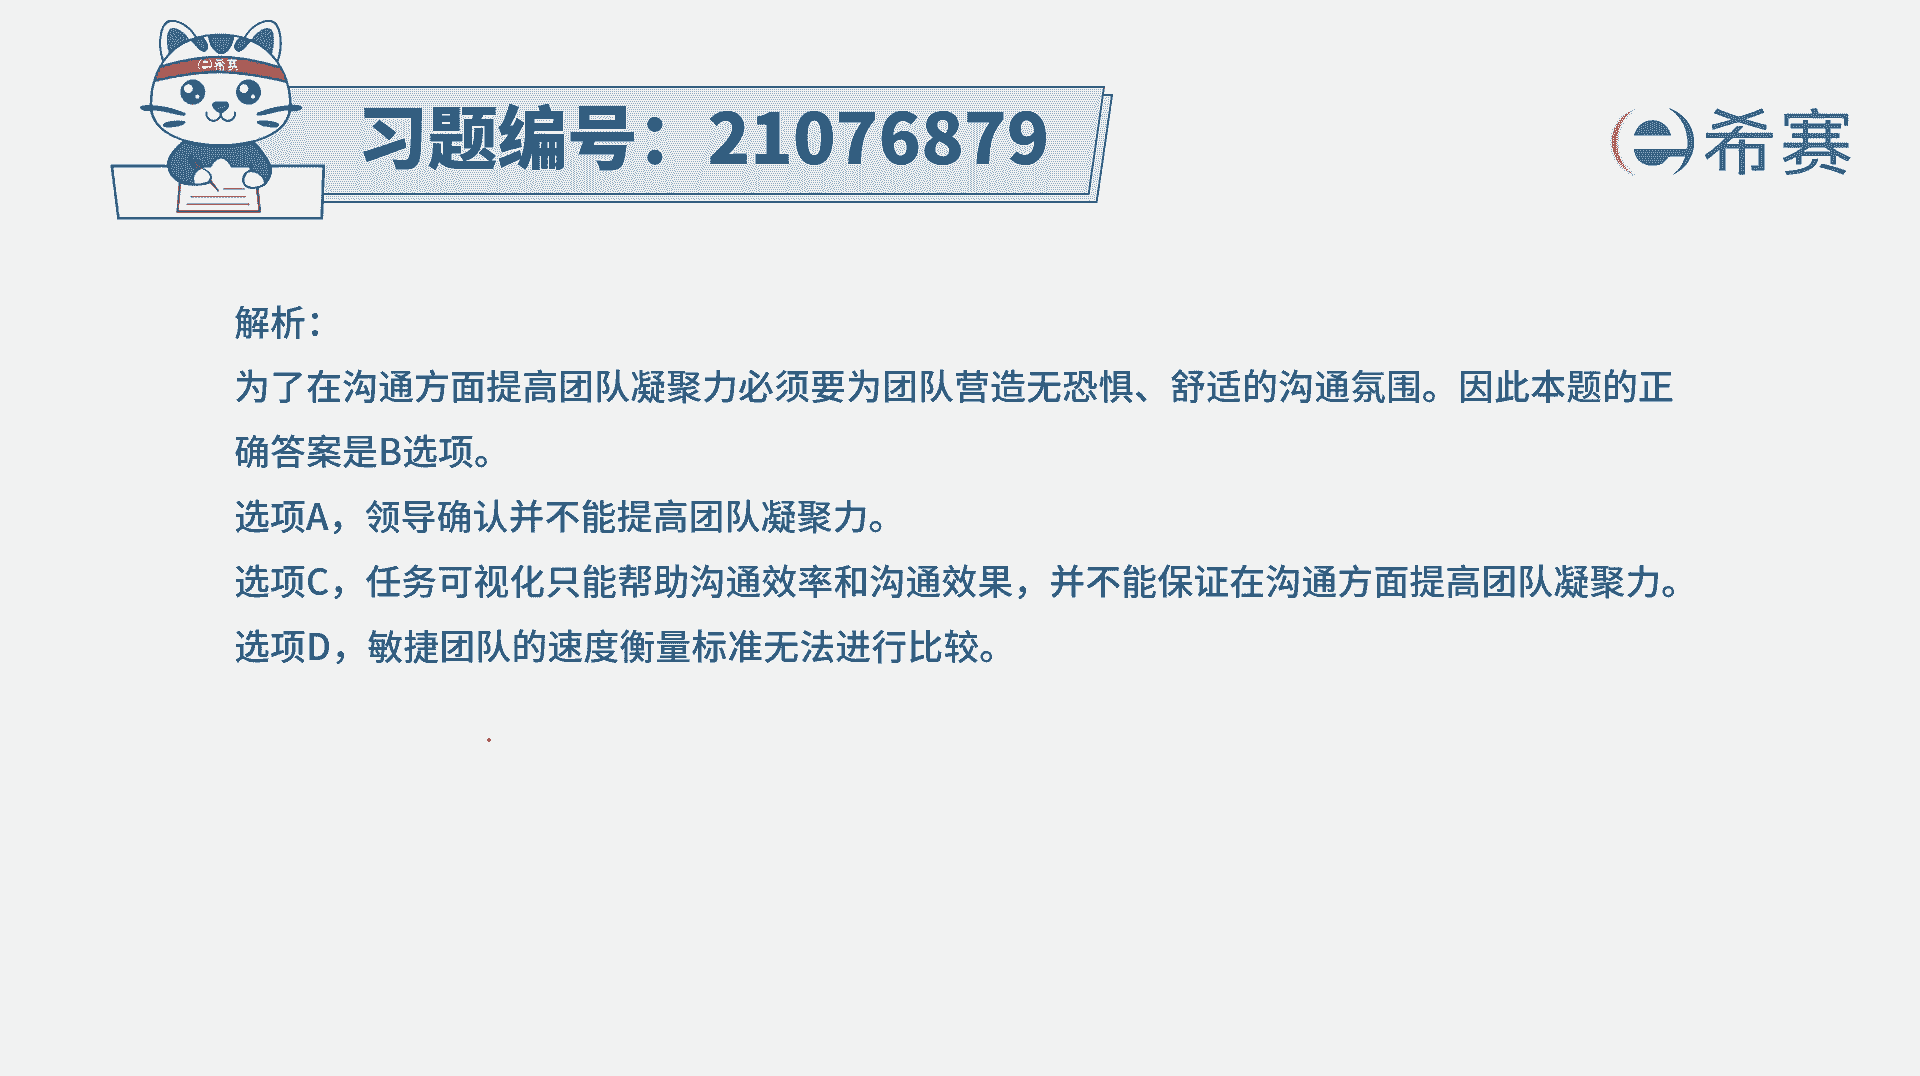 希赛
习题编号：21076879
希赛
解析：
为了在沟通方面提高团队凝聚力必须要为团队营造无恐惧、舒适的沟通氛围。因此本题的正
确答案是B选项。
选项A，领导确认并不能提高团队凝聚力。
选项C，任务可视化只能帮助沟通效率和沟通效果，并不能保证在沟通方面提高团队凝聚力。
选项D，敏捷团队的速度衡量标准无法进行比较。